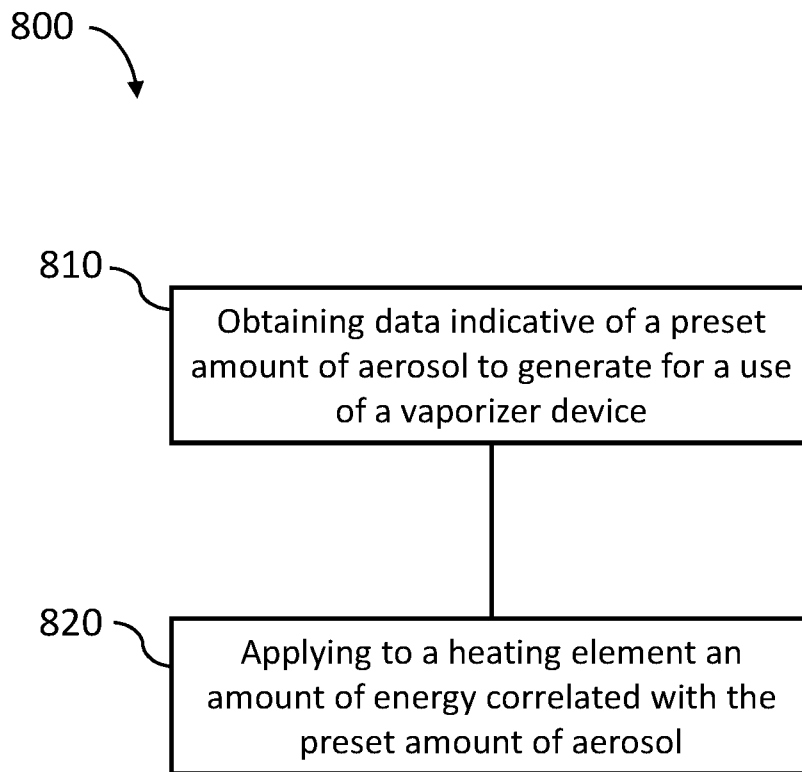 800
810
Obtaining data indicative of a preset
amount of aerosol to generate for a use
of a vaporizer device
820
Applying to a heating element an
amount of energy correlated with the
preset amount of aerosol